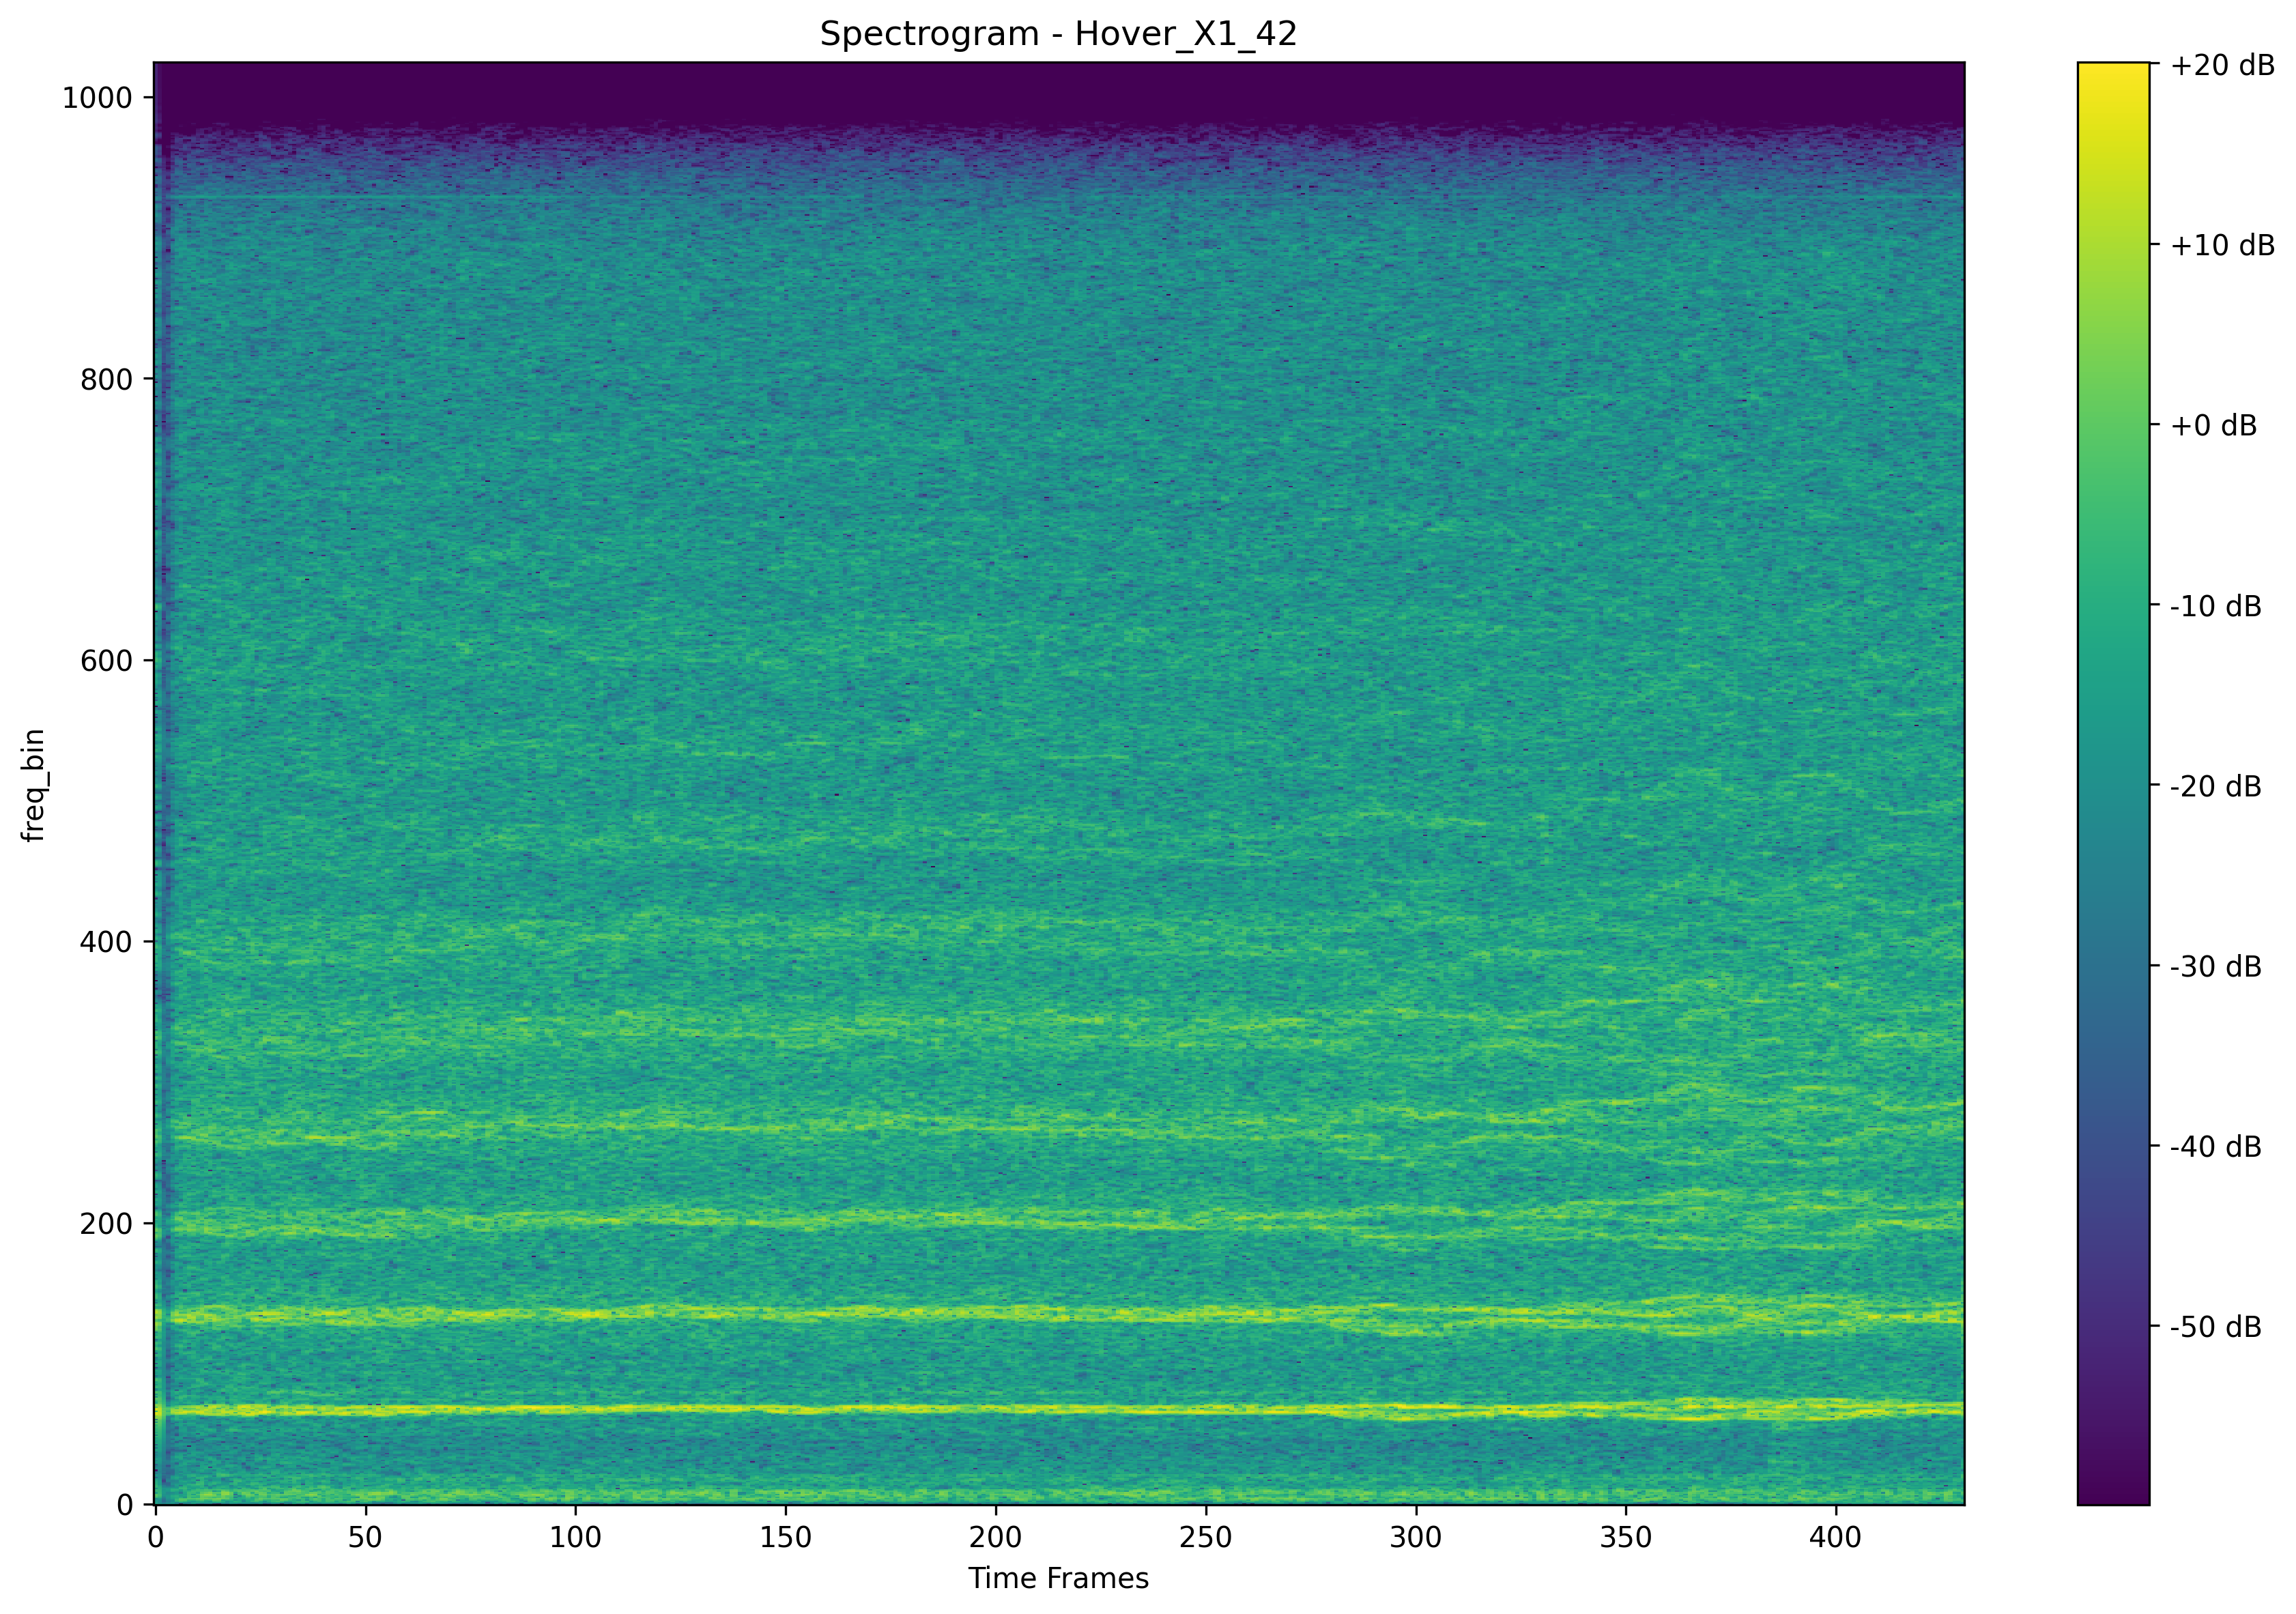 Spectrogram - Hover_X1_42
1000
800
600
400
200
0
freq_bin
0 50 100 150 200 250 300 350 400
Time Frames
+20 dB
+10 dB
+0 dB
-10 dB
-20 dB
-30 dB
-40 dB
-50 dB